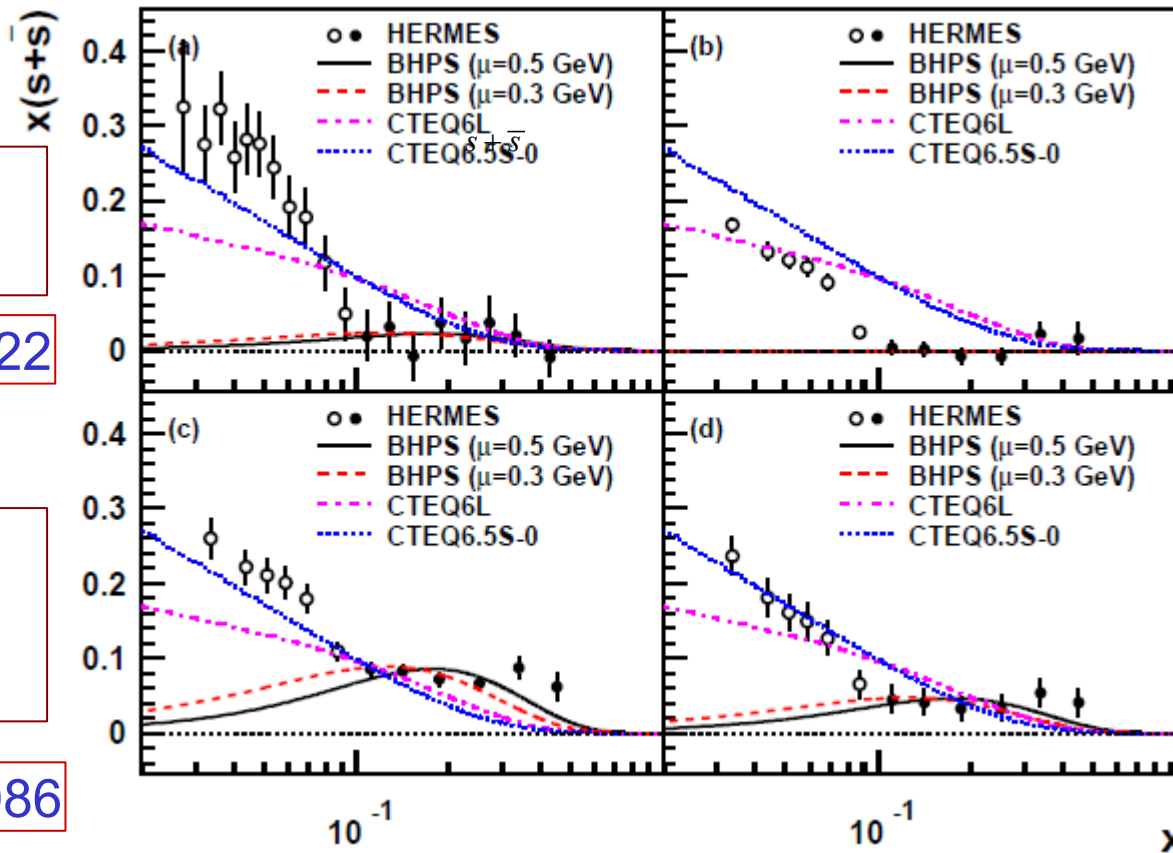 x(s+s̄)
(a)
HERMES
BHPS (μ=0.5 GeV)
BHPS (μ=0.3 GeV)
CTEQ6L
CTEQ6.5S-0
s + s̄
0.4
0.3
0.2
0.1
0
(b)
HERMES
BHPS (μ=0.5 GeV)
BHPS (μ=0.3 GeV)
CTEQ6L
CTEQ6.5S-0
22
(c)
HERMES
BHPS (μ=0.5 GeV)
BHPS (μ=0.3 GeV)
CTEQ6L
CTEQ6.5S-0
0.4
0.3
0.2
0.1
0
(d)
HERMES
BHPS (μ=0.5 GeV)
BHPS (μ=0.3 GeV)
CTEQ6L
CTEQ6.5S-0
86
10⁻¹
10⁻¹
x